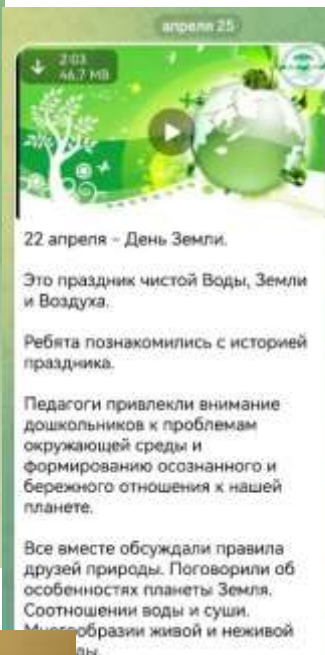 апреля 25
2:03
46.7 MB
22 апреля – День Земли.
Это праздник чистой Воды, Земли
и Воздуха.
Ребята познакомились с историей
праздника.
Педагоги привлекли внимание
дошкольников к проблемам
окружающей среды и
формированию осознанного и
бережного отношения к нашей
планете.
Все вместе обсуждали правила
друзей природы. Поговорили об
особенностях планеты Земля.
Соотношении воды и суши.
Многообразии живой и неживой